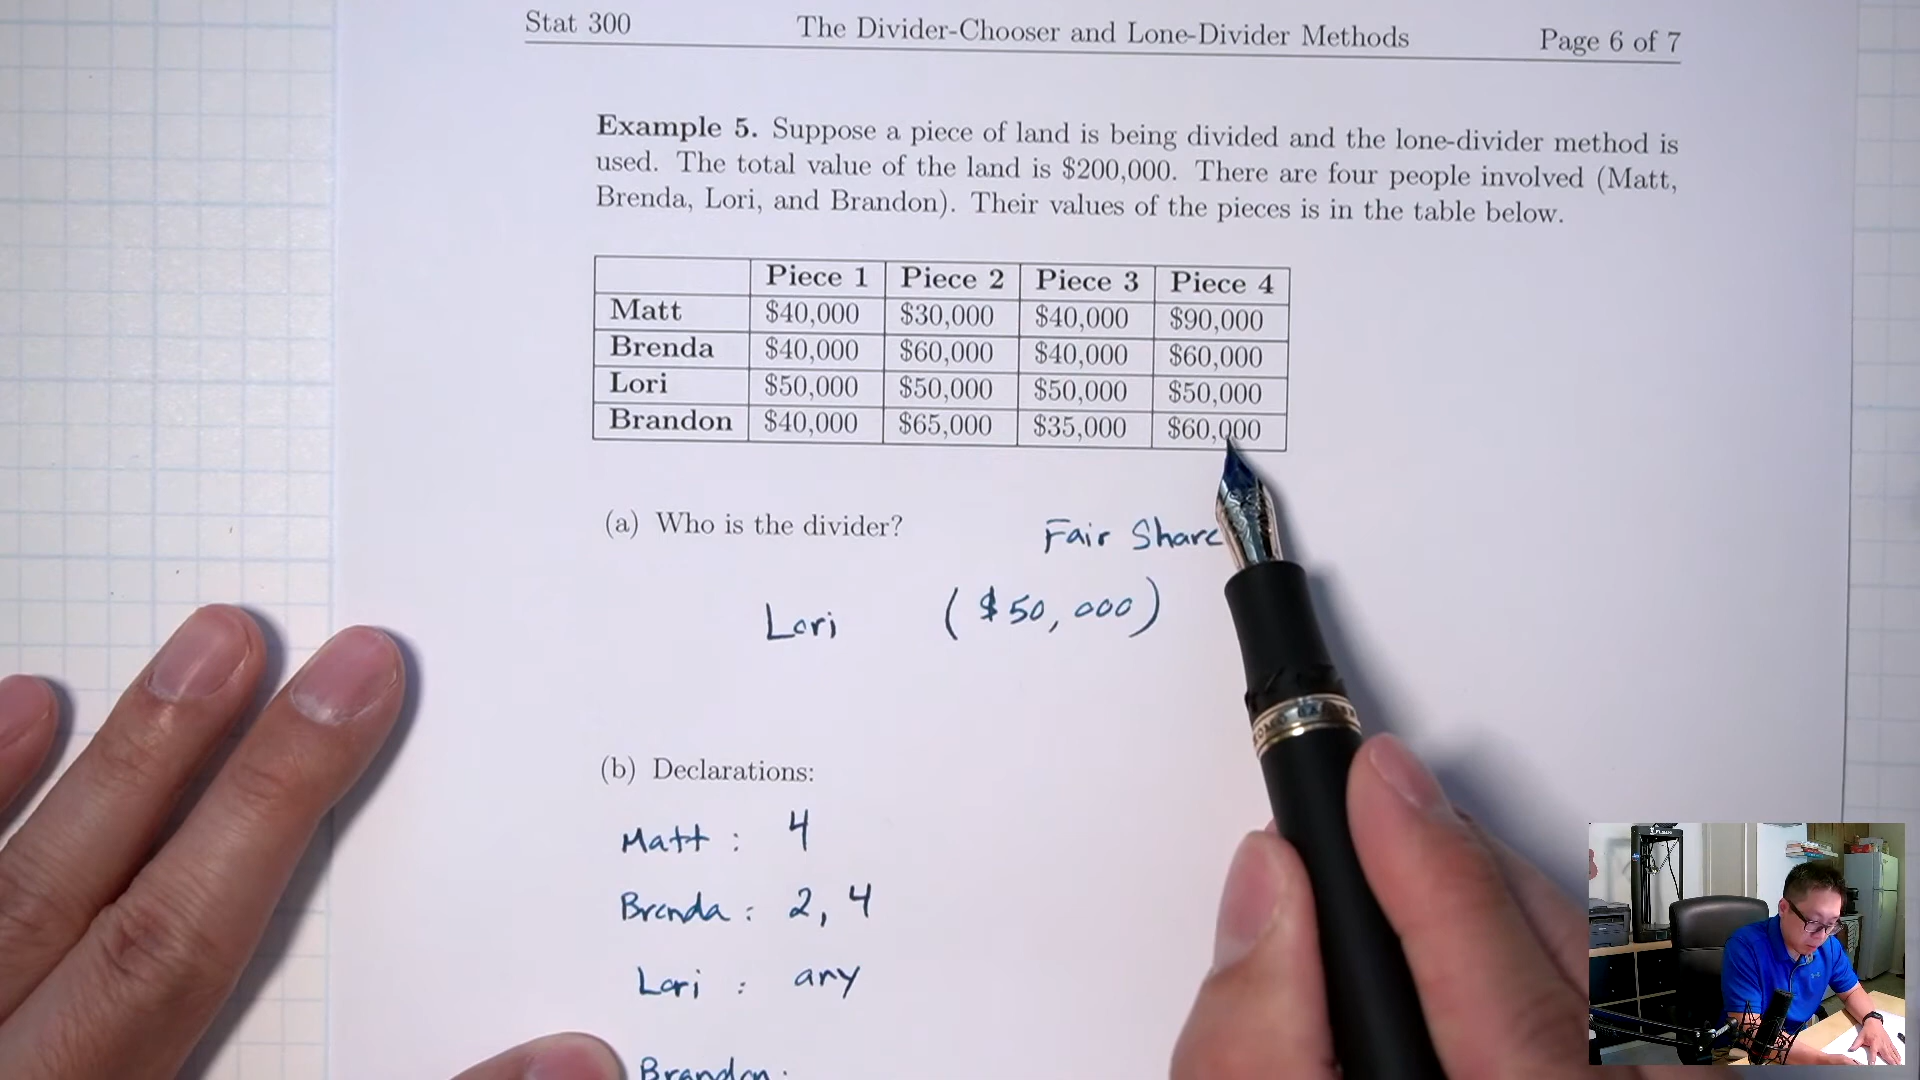 Stat 300 The Divider-Chooser and Lone-Divider Methods Page 6 of 7
Example 5. Suppose a piece of land is being divided and the lone-divider method is
used. The total value of the land is $200,000. There are four people involved (Matt,
Brenda, Lori, and Brandon). Their values of the pieces is in the table below.
Piece 1 Piece 2 Piece 3 Piece 4
Matt $40,000 $30,000 $40,000 $90,000
Brenda $40,000 $60,000 $40,000 $60,000
Lori $50,000 $50,000 $50,000 $50,000
Brandon $40,000 $65,000 $35,000 $60,000
(a) Who is the divider? Fair Share
Lori ($50,000)
(b) Declarations:
Matt : 4
Brenda : 2, 4
Lori : any
Brandon :